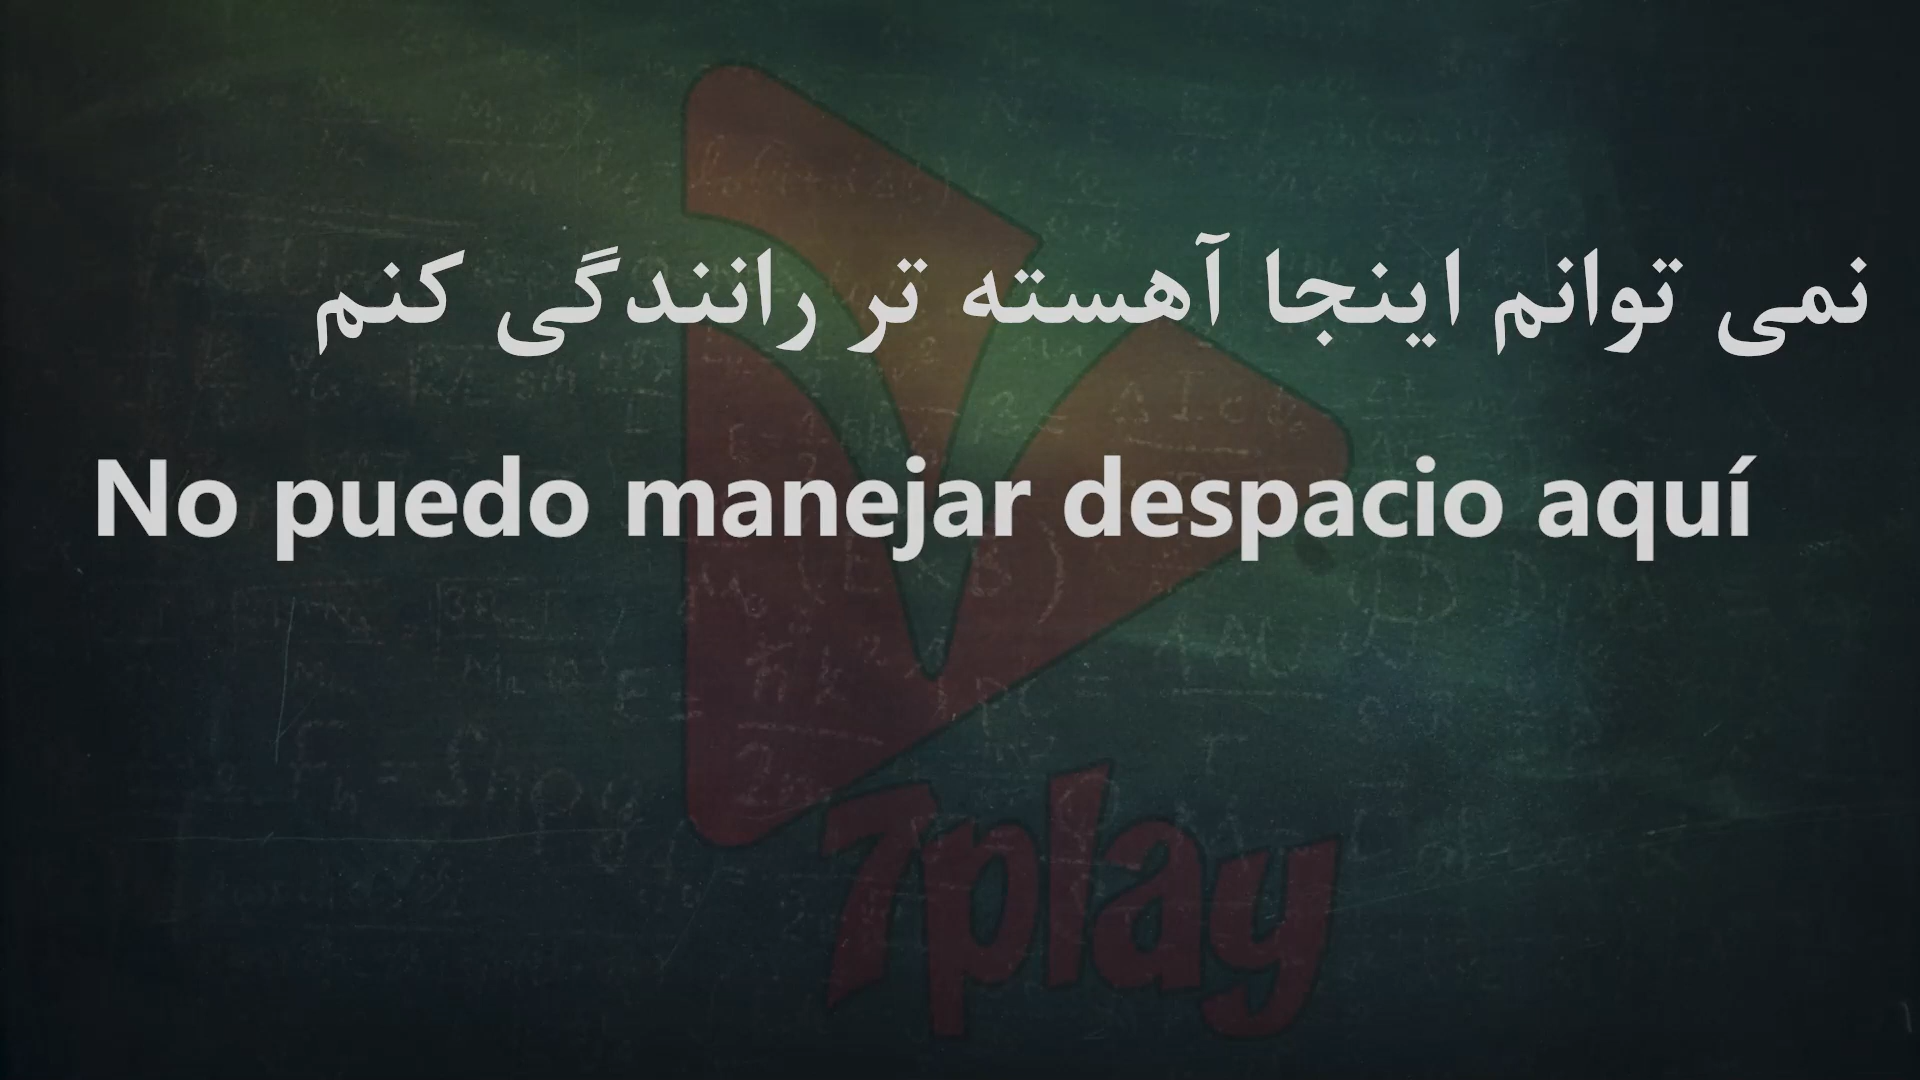 نمی توانم اینجا آهسته تر رانندگی کنم
No puedo manejar despacio aquí
7play